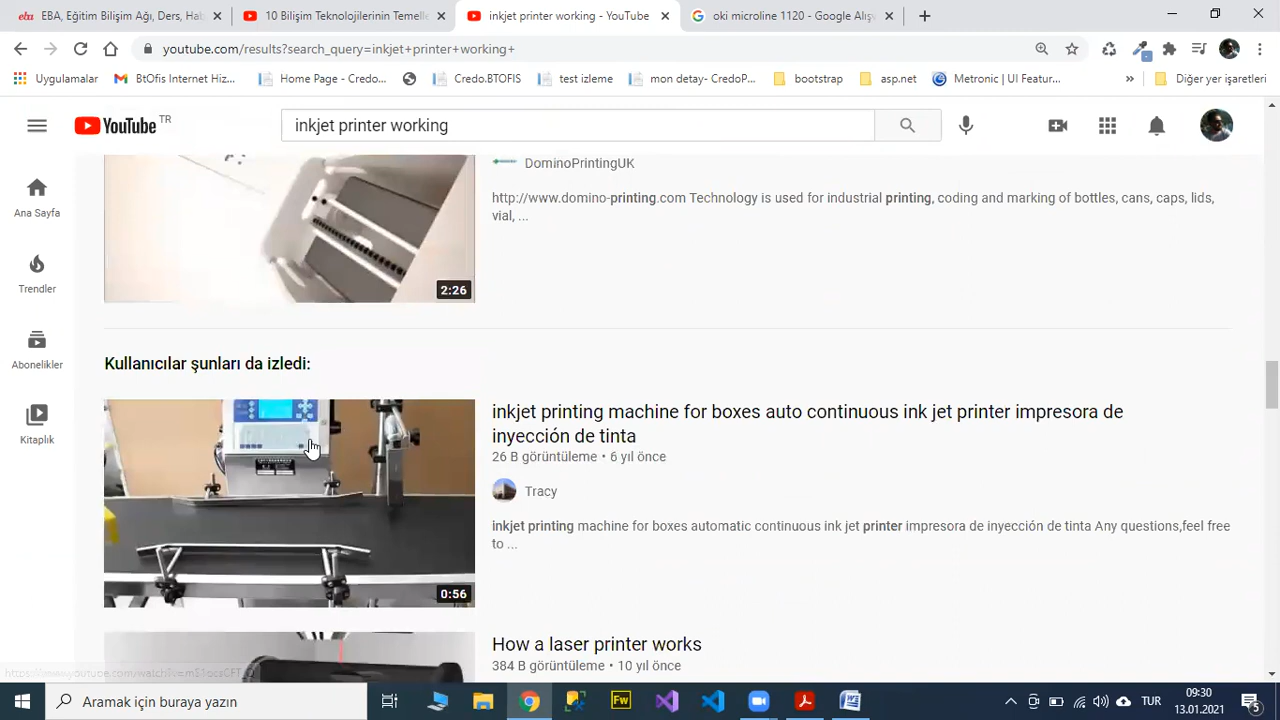 EBA, Eğitim Bilişim Ağı, Ders, Hak
10 Bilişim Teknolojilerinin Temelle
inkjet printer working - YouTube
oki microline 1120 - Google Alışv
youtube.com/results?search_query=inkjet+printer+working+
Uygulamalar
BtOfis Internet Hiz...
Home Page - Credo...
Credo.BTOFIS
test izleme
mon detay- CredoP...
bootstrap
asp.net
Metronic | UI Featur...
»
Diğer yer işaretleri
YouTube TR
inkjet printer working
DominoPrintingUK
http://www.domino-printing.com Technology is used for industrial printing, coding and marking of bottles, cans, caps, lids,
vial, ...
2:26
Ana Sayfa
Trendler
Abonelikler
Kitaplık
Kullanıcılar şunları da izledi:
inkjet printing machine for boxes auto continuous ink jet printer impresora de
inyección de tinta
26 B görüntüleme • 6 yıl önce
Tracy
inkjet printing machine for boxes automatic continuous ink jet printer impresora de inyección de tinta Any questions,feel free
to ...
0:56
How a laser printer works
384 B görüntüleme • 10 yıl önce
Aramak için buraya yazın
Fw
TUR
09:30
13.01.2021
5